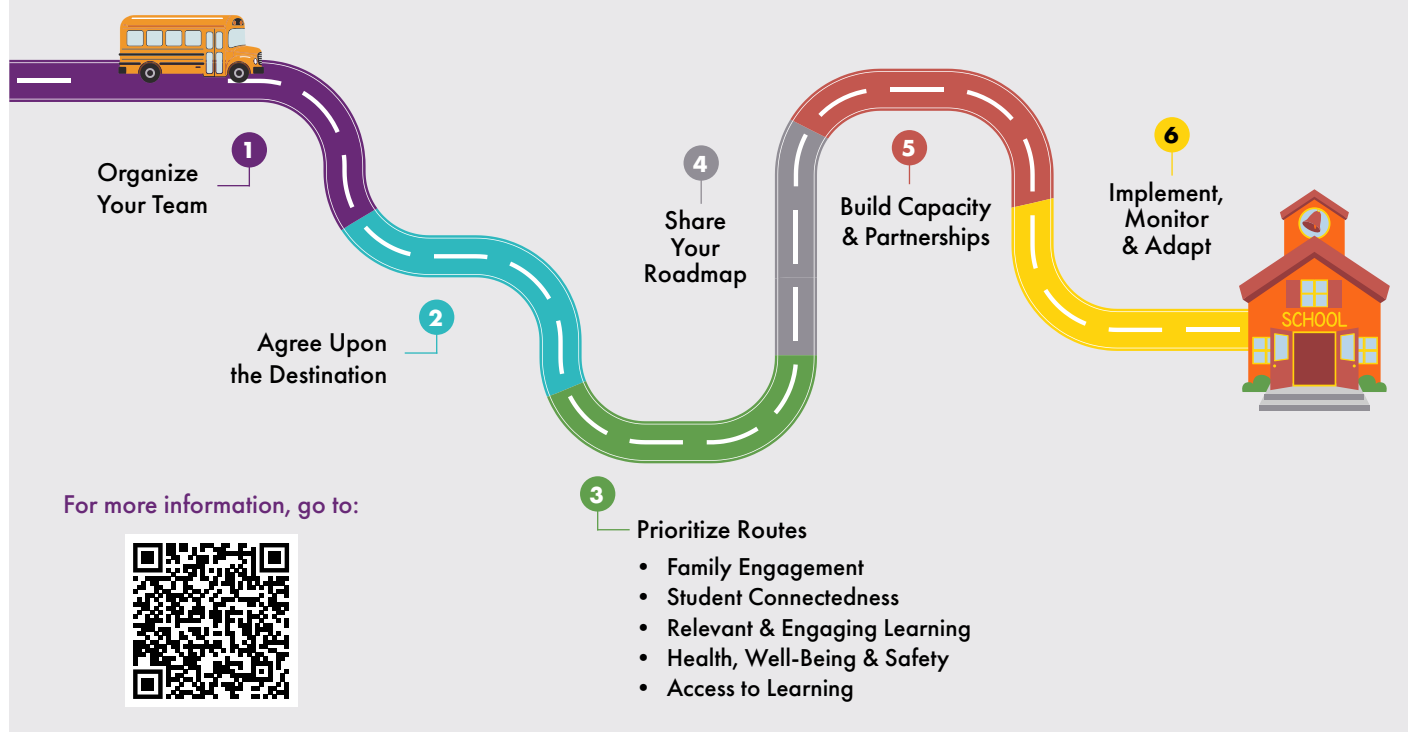 1
Organize
Your Team
2
Agree Upon
the Destination
3
Prioritize Routes
• Family Engagement
• Student Connectedness
• Relevant & Engaging Learning
• Health, Well-Being & Safety
• Access to Learning
4
Share
Your
Roadmap
5
Build Capacity
& Partnerships
6
Implement,
Monitor
& Adapt
SCHOOL
For more information, go to: